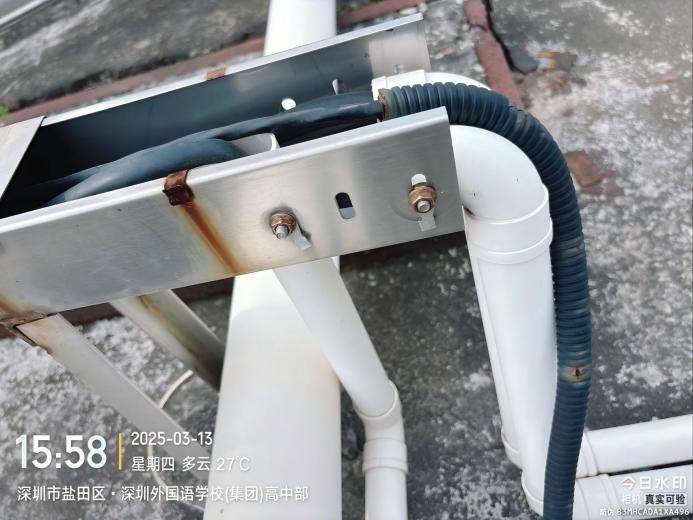 15:58
2025-03-13
星期四 多云 27℃
深圳市盐田区·深圳外国语学校(集团)高中部
今日水印
相机 真实可验
防伪 B3MHCADA1XA496